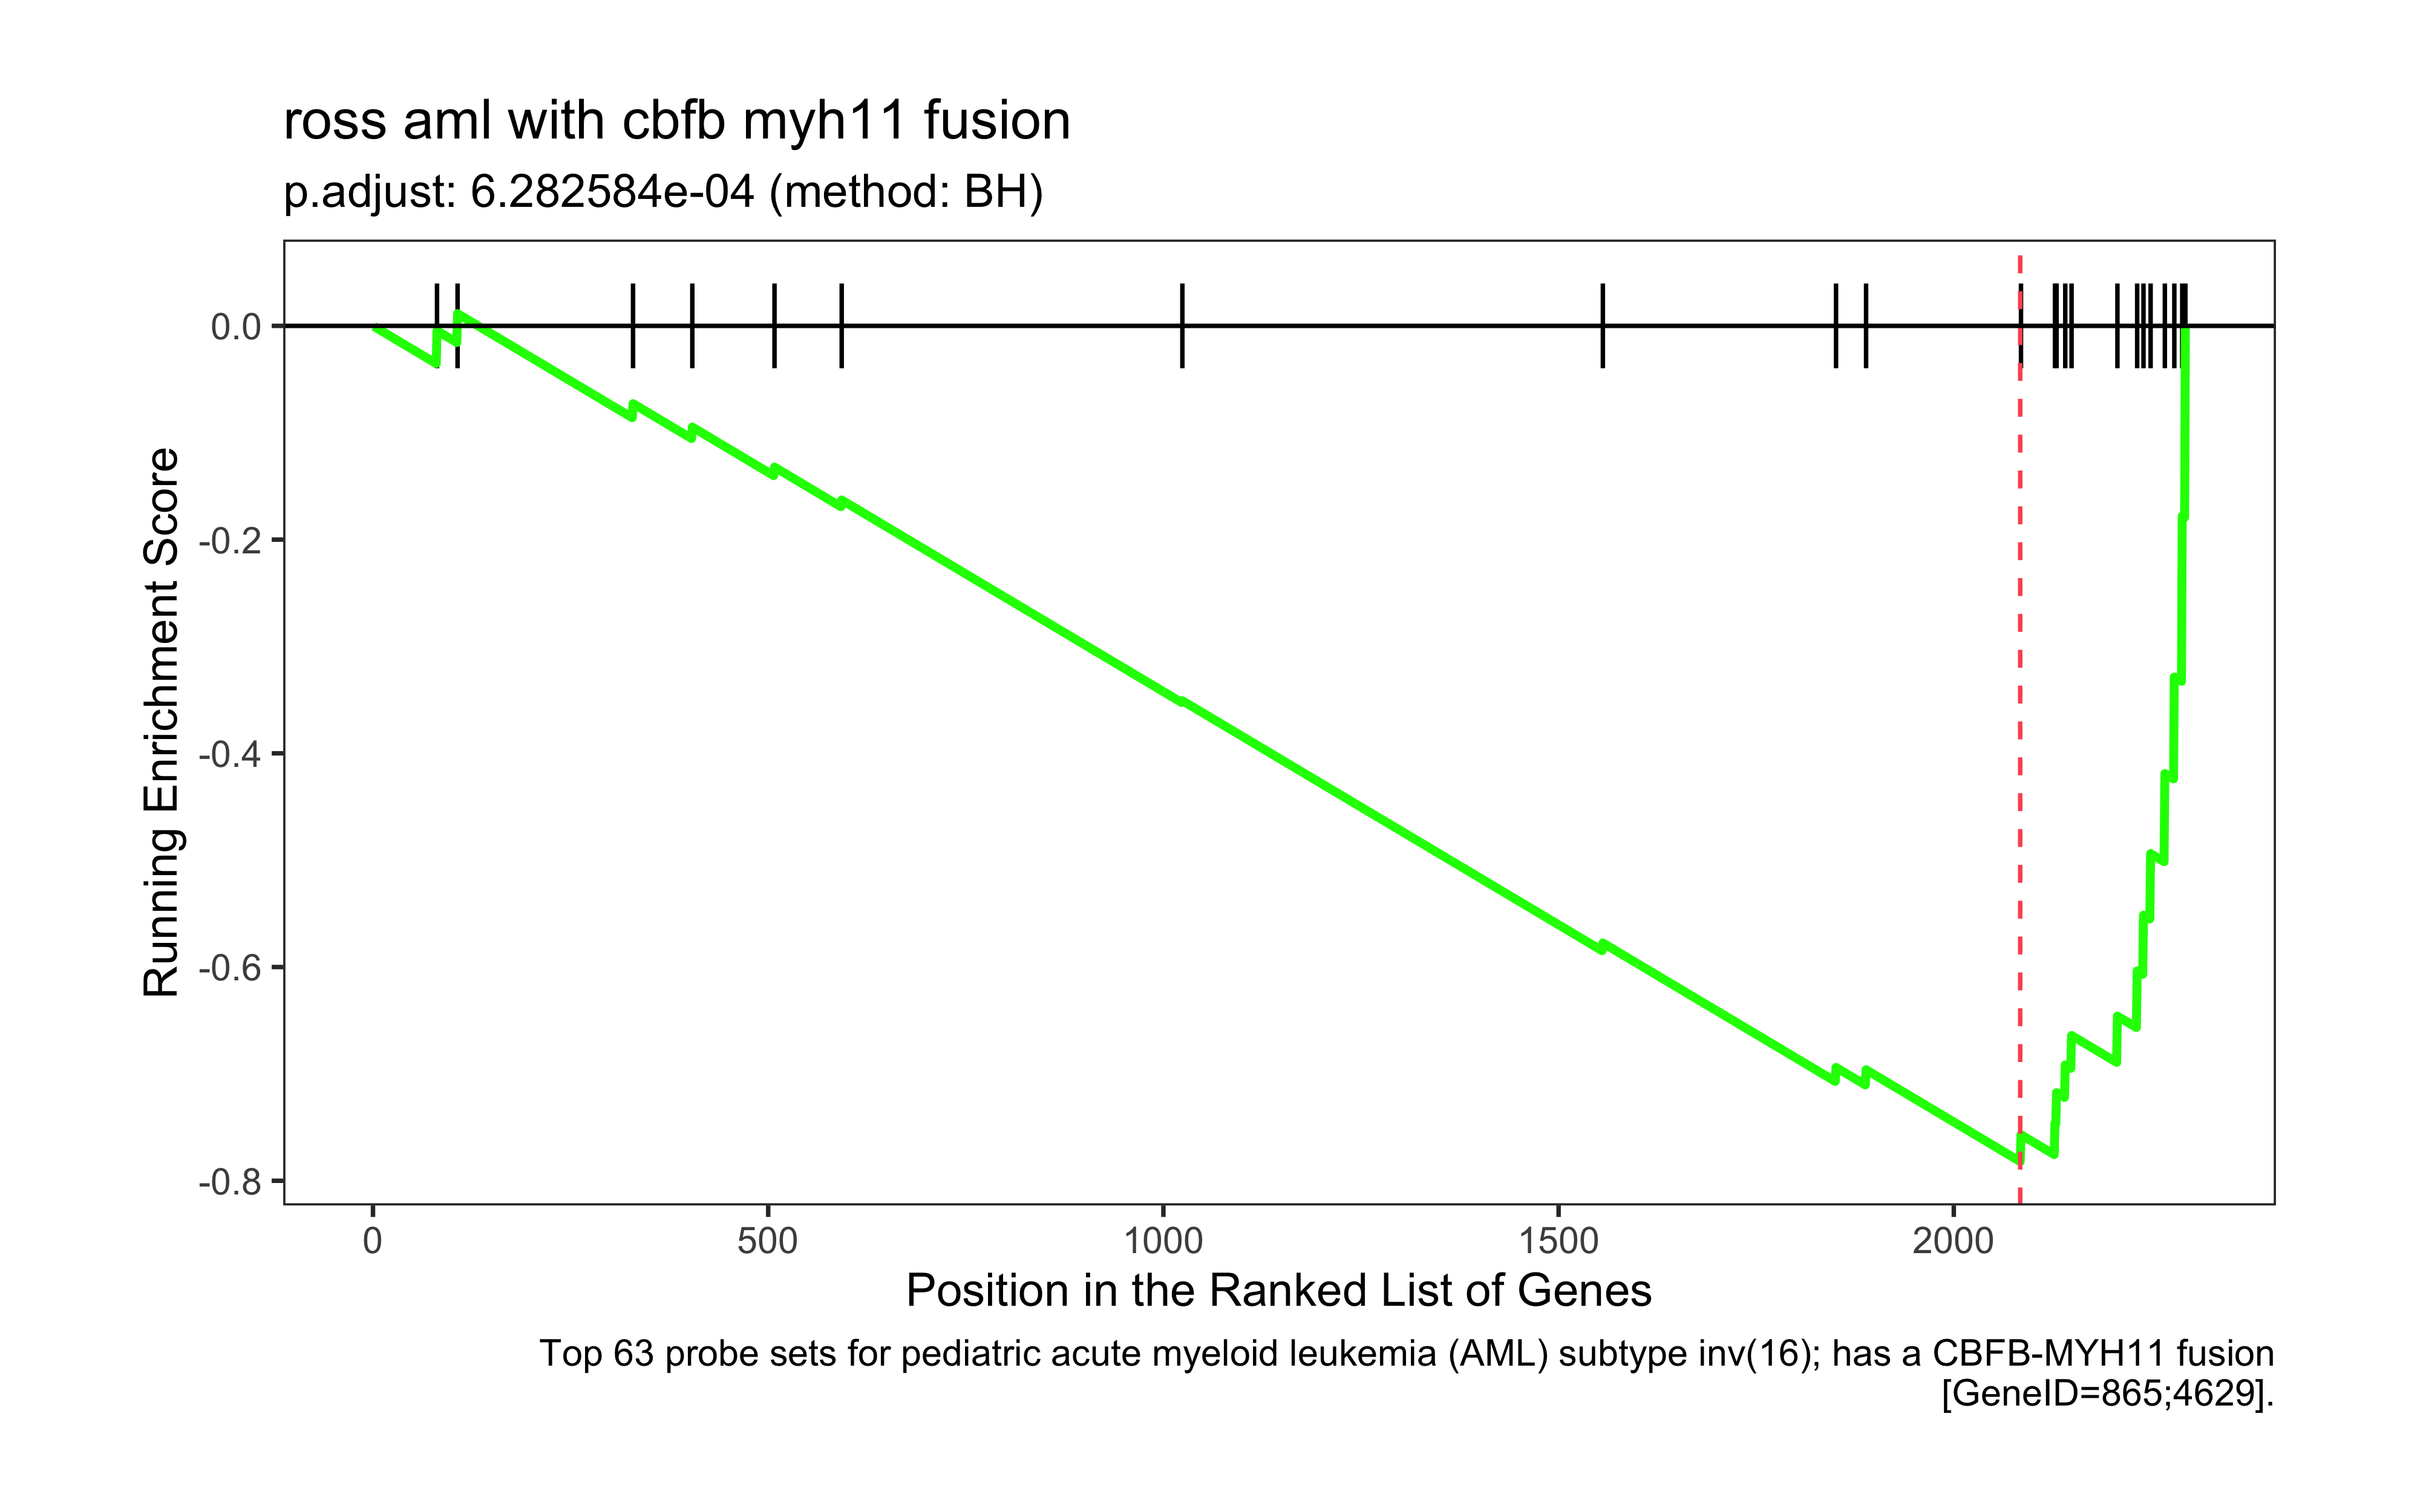 ross aml with cbfb myh11 fusion
p.adjust: 6.282584e-04 (method: BH)
Running Enrichment Score
0.0
-0.2
-0.4
-0.6
-0.8
0
500
1000
1500
2000
Position in the Ranked List of Genes
Top 63 probe sets for pediatric acute myeloid leukemia (AML) subtype inv(16); has a CBFB-MYH11 fusion
[GeneID=865;4629].